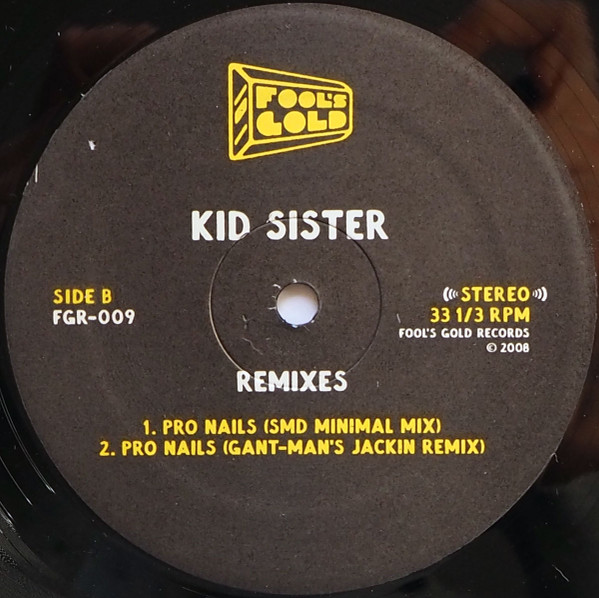 FOOL'S
GOLD
KID SISTER
SIDE B
FGR-009
((( STEREO )))
33 1/3 RPM
FOOL'S GOLD RECORDS
© 2008
REMIXES
1. PRO NAILS (SMD MINIMAL MIX)
2. PRO NAILS (GANT-MAN'S JACKIN REMIX)